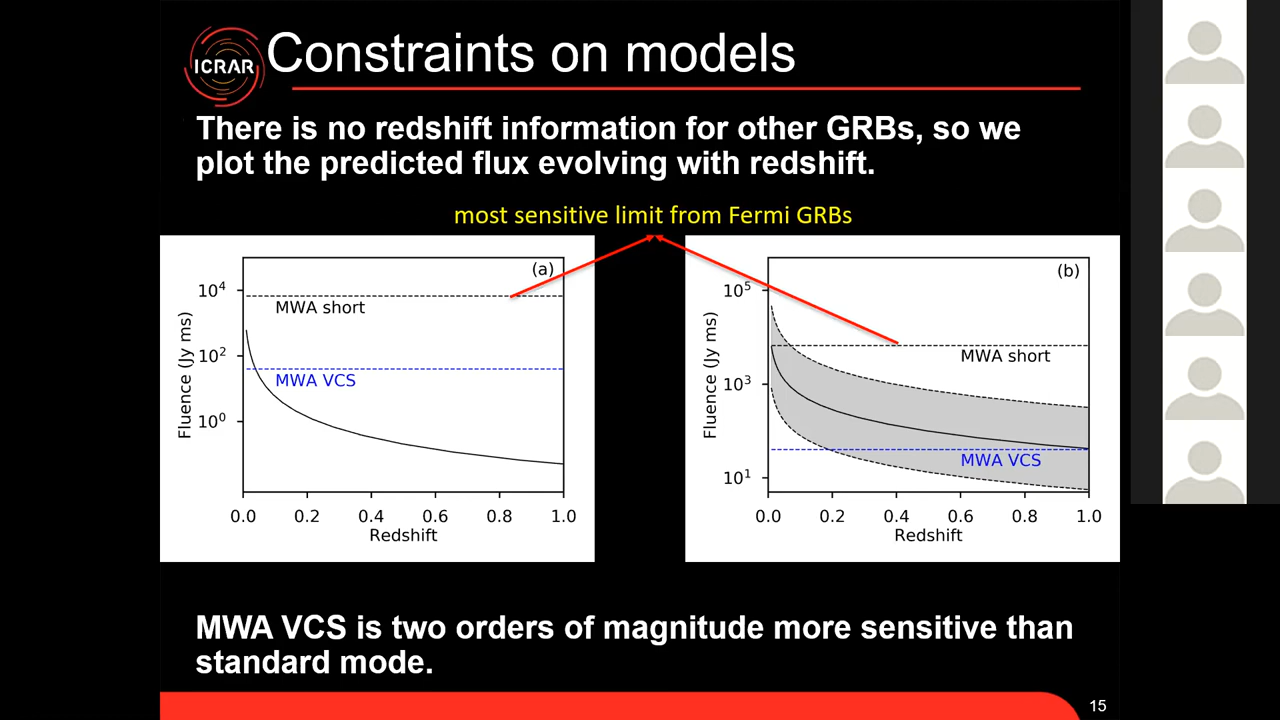 ICRAR
Constraints on models
There is no redshift information for other GRBs, so we
plot the predicted flux evolving with redshift.
most sensitive limit from Fermi GRBs
(a)
10⁴
10²
10⁰
Fluence (Jy ms)
MWA short
MWA VCS
0.0 0.2 0.4 0.6 0.8 1.0
Redshift
(b)
10⁵
10³
10¹
Fluence (Jy ms)
MWA short
MWA VCS
0.0 0.2 0.4 0.6 0.8 1.0
Redshift
MWA VCS is two orders of magnitude more sensitive than
standard mode.
15